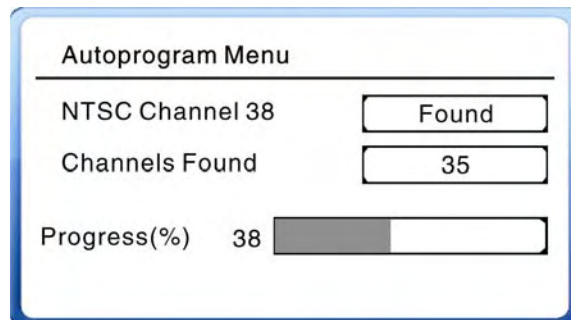 Autoprogram Menu
NTSC Channel 38 Found
Channels Found 35
Progress(%) 38